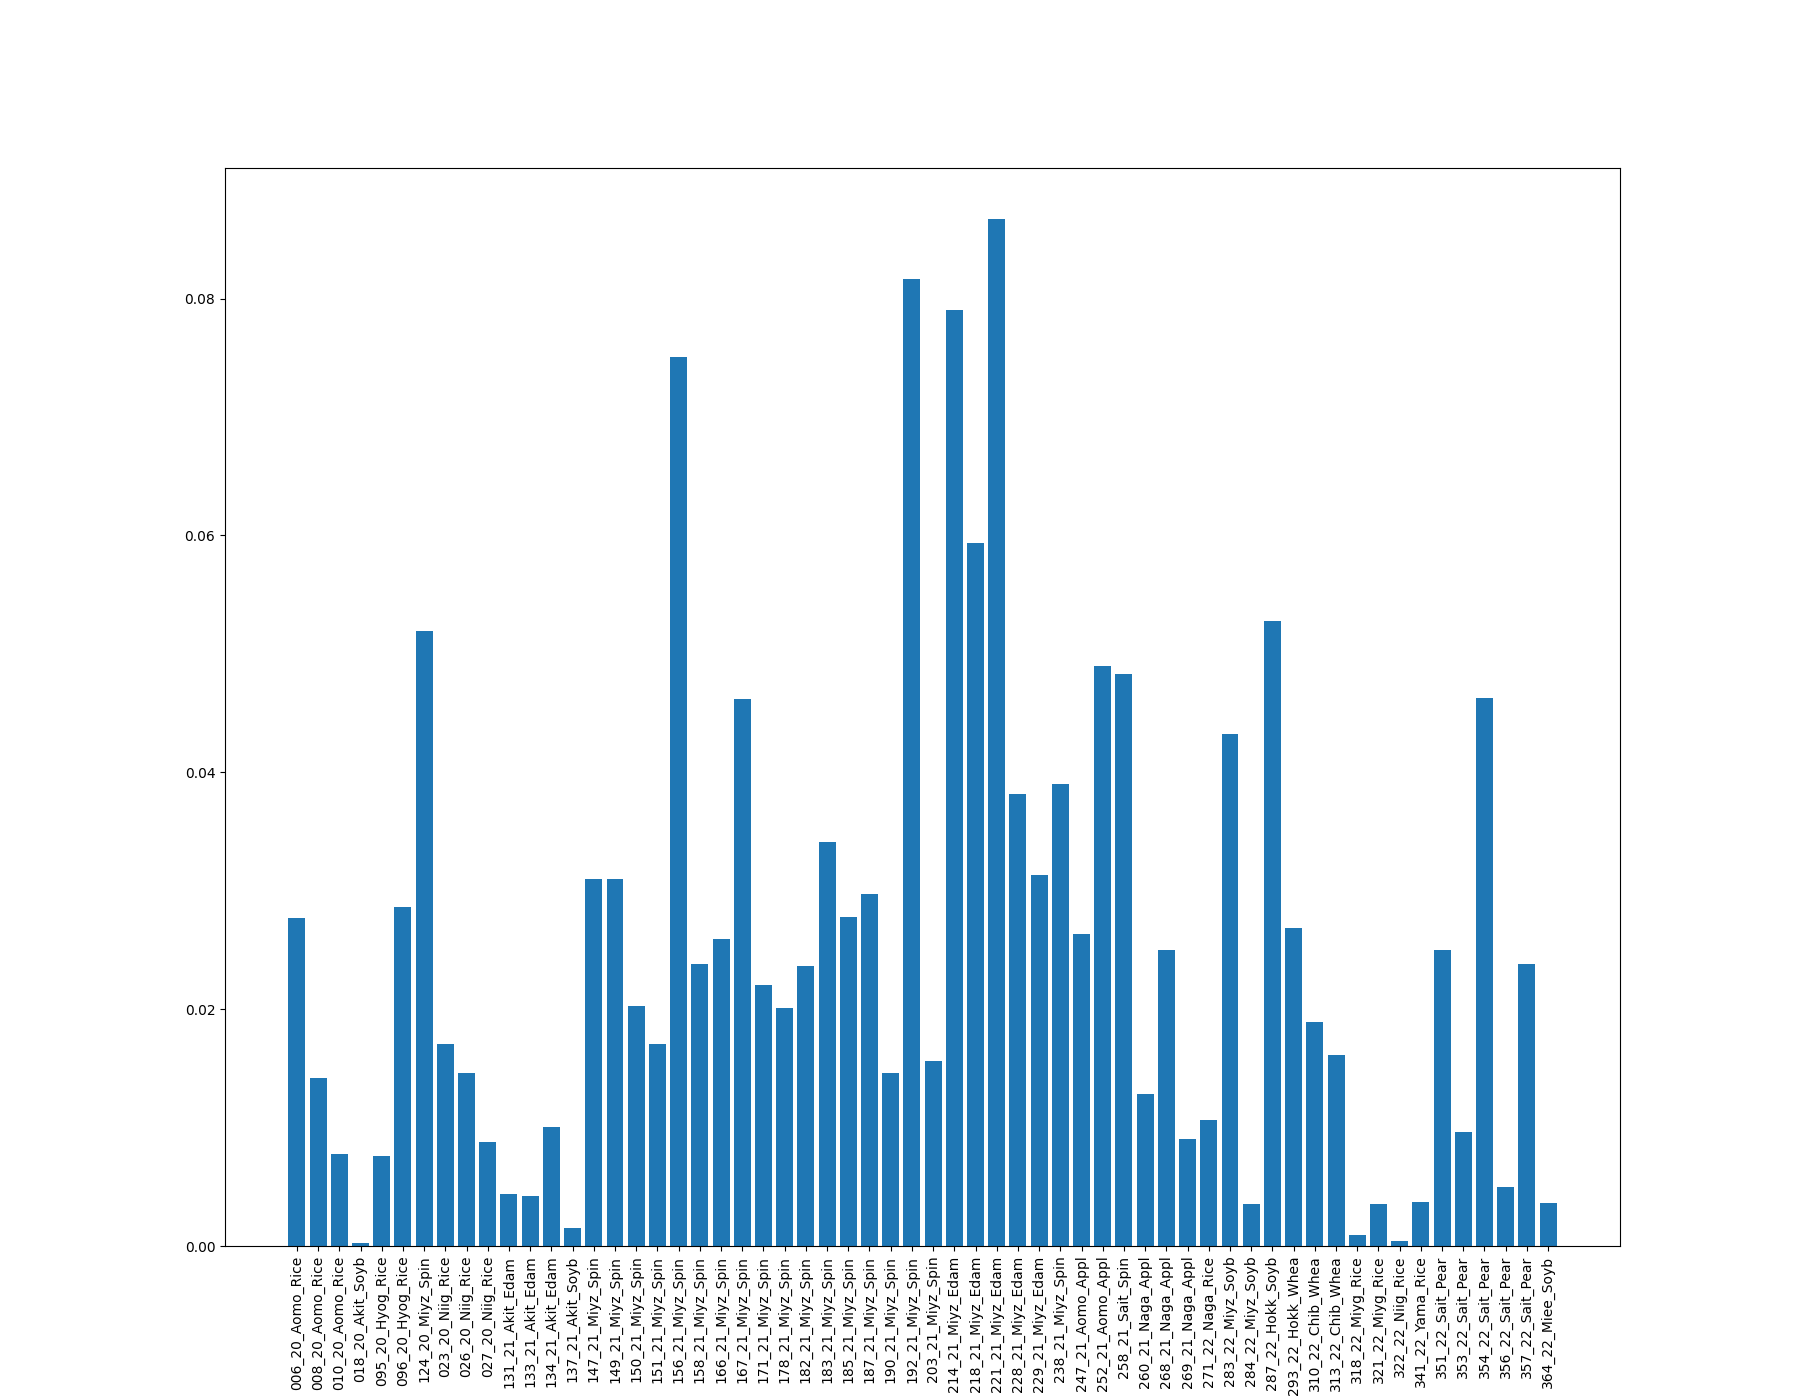 0.08
0.06
0.04
0.02
0.00
006_20_Aomo_Rice
008_20_Aomo_Rice
010_20_Aomo_Rice
018_20_Akit_Soyb
095_20_Hyog_Rice
096_20_Hyog_Rice
124_20_Miyz_Spin
023_20_Niig_Rice
026_20_Niig_Rice
027_20_Niig_Rice
131_21_Akit_Edam
133_21_Akit_Edam
134_21_Akit_Edam
137_21_Akit_Soyb
147_21_Miyz_Spin
149_21_Miyz_Spin
150_21_Miyz_Spin
151_21_Miyz_Spin
156_21_Miyz_Spin
158_21_Miyz_Spin
166_21_Miyz_Spin
167_21_Miyz_Spin
171_21_Miyz_Spin
178_21_Miyz_Spin
182_21_Miyz_Spin
183_21_Miyz_Spin
185_21_Miyz_Spin
187_21_Miyz_Spin
190_21_Miyz_Spin
192_21_Miyz_Spin
203_21_Miyz_Spin
214_21_Miyz_Edam
218_21_Miyz_Edam
221_21_Miyz_Edam
228_21_Miyz_Edam
229_21_Miyz_Edam
238_21_Miyz_Spin
247_21_Aomo_Appl
252_21_Aomo_Appl
258_21_Sait_Spin
260_21_Naga_Appl
268_21_Naga_Appl
269_21_Naga_Appl
271_22_Naga_Rice
283_22_Miyz_Soyb
284_22_Miyz_Soyb
287_22_Hokk_Soyb
293_22_Hokk_Whea
310_22_Chib_Whea
313_22_Chib_Whea
318_22_Miyg_Rice
321_22_Miyg_Rice
322_22_Niig_Rice
341_22_Yama_Rice
351_22_Sait_Pear
353_22_Sait_Pear
354_22_Sait_Pear
356_22_Sait_Pear
357_22_Sait_Pear
364_22_Miee_Soyb